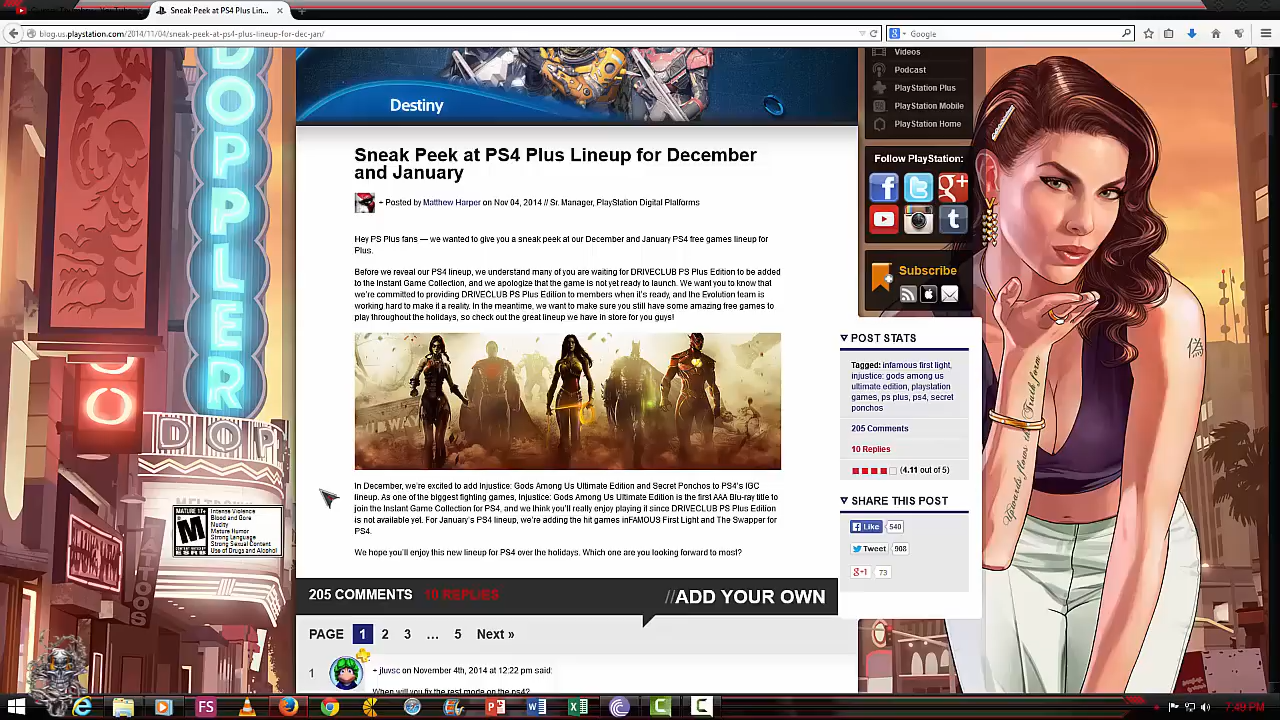 Sneak Peek at PS4 Plus Lin...
blog.us.playstation.com/2014/11/04/sneak-peek-at-ps4-plus-lineup-for-dec-jan/
Google
DOPPLER
Destiny
Videos
Podcast
PlayStation Plus
PlayStation Mobile
PlayStation Home
Follow PlayStation:
Subscribe
Sneak Peek at PS4 Plus Lineup for December
and January
+ Posted by Matthew Harper on Nov 04, 2014 // Sr. Manager, PlayStation Digital Platforms
Hey PS Plus fans — we wanted to give you a sneak peek at our December and January PS4 free games lineup for
Plus.
Before we reveal our PS4 lineup, we understand many of you are waiting for DRIVECLUB PS Plus Edition to be added
to the Instant Game Collection, and we apologize that the game is not yet ready to launch. We want you to know that
we're committed to providing DRIVECLUB PS Plus Edition to members when it's ready, and the Evolution team is
working hard to make it a reality. In the meantime, we want to make sure you still have some amazing free games to
play throughout the holidays, so check out the great lineup we have in store for you guys!
In December, we're excited to add Injustice: Gods Among Us Ultimate Edition and Secret Ponchos to PS4's IGC
lineup. As one of the biggest fighting games, Injustice: Gods Among Us Ultimate Edition is the first AAA Blu-ray title to
join the Instant Game Collection for PS4, and we think you'll really enjoy playing it since DRIVECLUB PS Plus Edition
is not available yet. For January's PS4 lineup, we're adding the hit games inFAMOUS First Light and The Swapper for
PS4.
We hope you'll enjoy this new lineup for PS4 over the holidays. Which one are you looking forward to most?
POST STATS
Tagged: infamous first light,
injustice: gods among us
ultimate edition, playstation
games, ps plus, ps4, secret
ponchos
205 Comments
10 Replies
(4.11 out of 5)
SHARE THIS POST
Like 540
Tweet 908
+1 73
205 COMMENTS 10 REPLIES //ADD YOUR OWN
PAGE 1 2 3 ... 5 Next »
1
+ jluvsc on November 4th, 2014 at 12:22 pm said:
When will you fix the rest mode on the ps4?
DOP
MATURE 17+
M
Intense Violence
Blood and Gore
Nudity
Mature Humor
Strong Language
Strong Sexual Content
Use of Drugs and Alcohol
偽
FS
7:49 PM